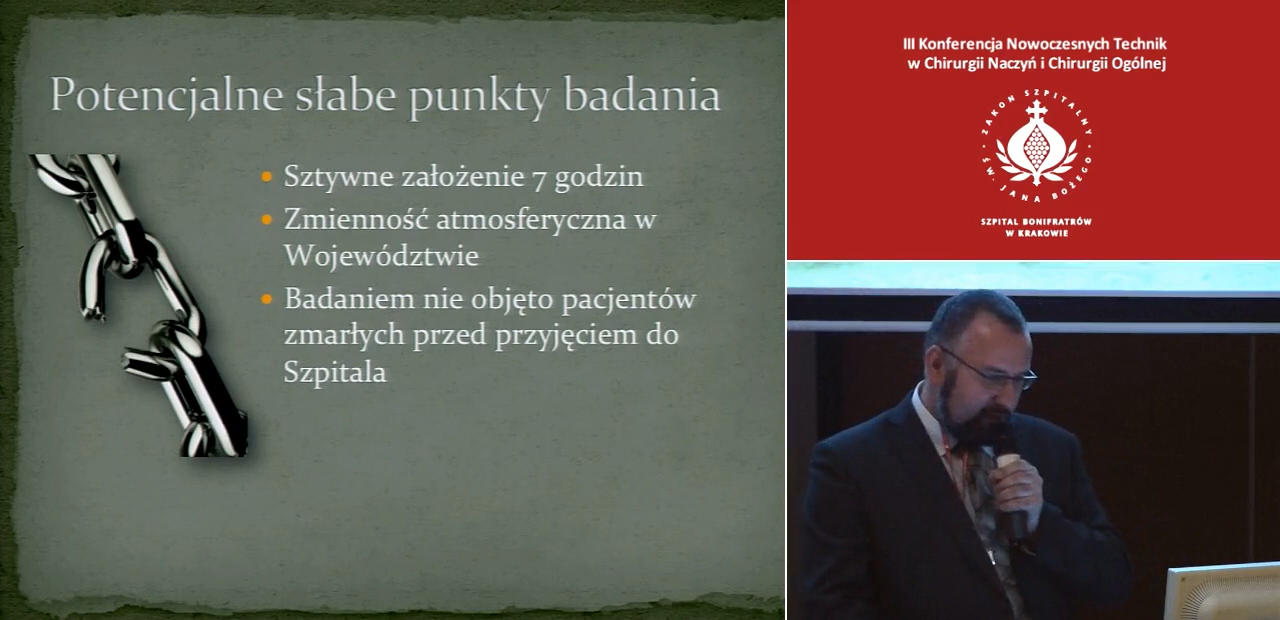 Potencjalne słabe punkty badania
Sztywne założenie 7 godzin
Zmienność atmosferyczna w
Województwie
Badaniem nie objęto pacjentów
zmarłych przed przyjęciem do
Szpitala
III Konferencja Nowoczesnych Technik
w Chirurgii Naczyń i Chirurgii Ogólnej
ZAKON SZPITALNY
ŚW. JANA BOŻEGO
SZPITAL BONIFRATRÓW
W KRAKOWIE